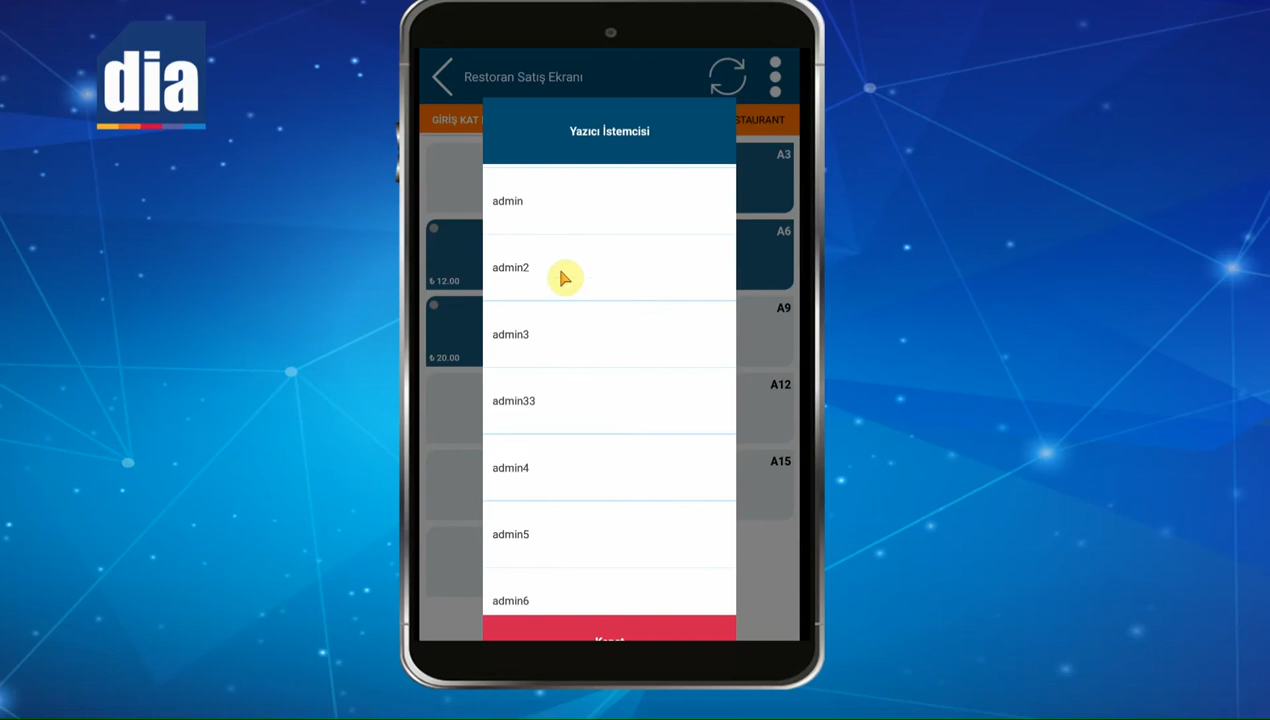 dia
Restoran Satış Ekranı
GİRİŞ KAT
STAURANT
Yazıcı İstemcisi
A3
admin
A6
admin2
₺ 12.00
A9
admin3
₺ 20.00
A12
admin33
A15
admin4
admin5
admin6